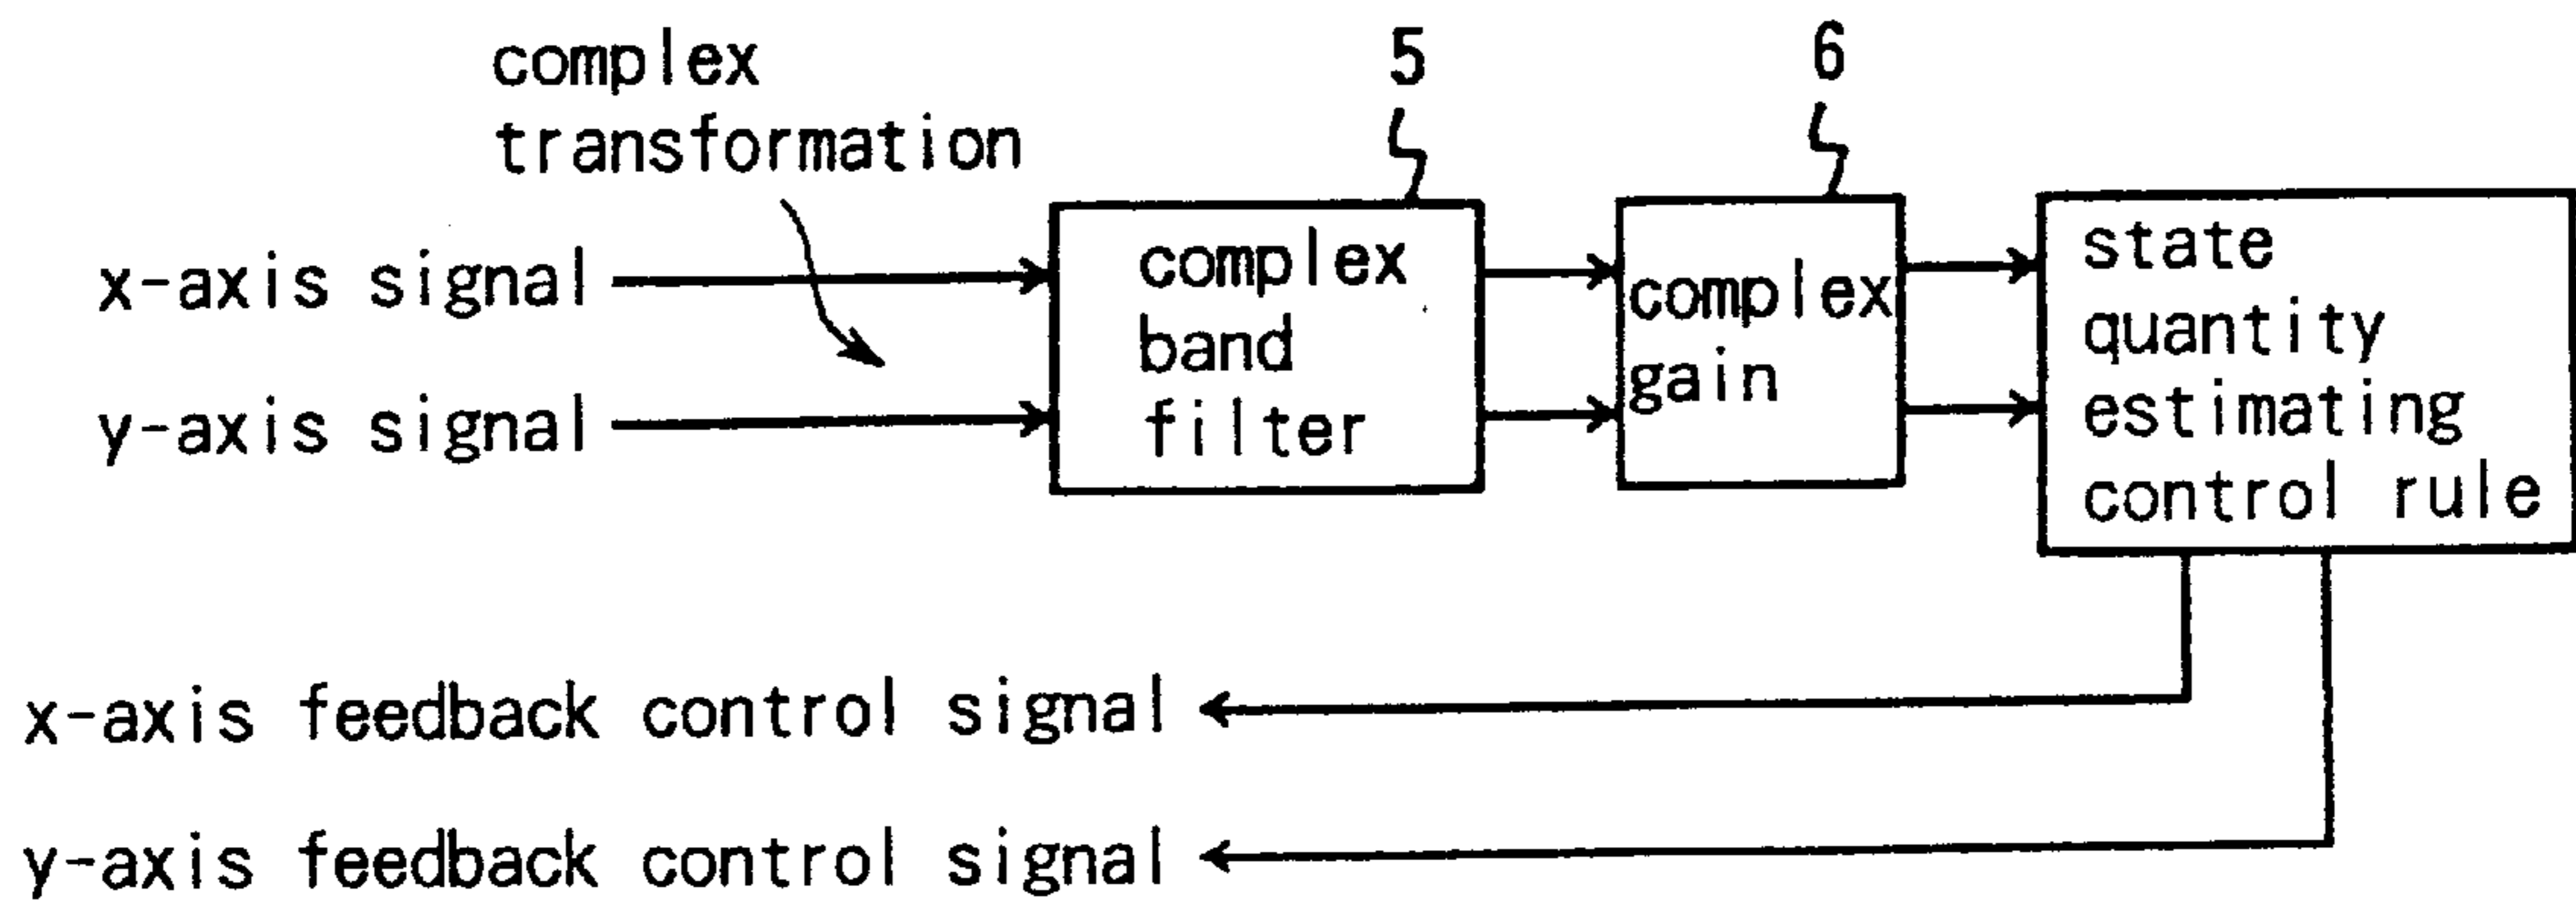 complex
transformation
5
6
x-axis signal
y-axis signal
complex
band
filter
complex
gain
state
quantity
estimating
control rule
x-axis feedback control signal
y-axis feedback control signal